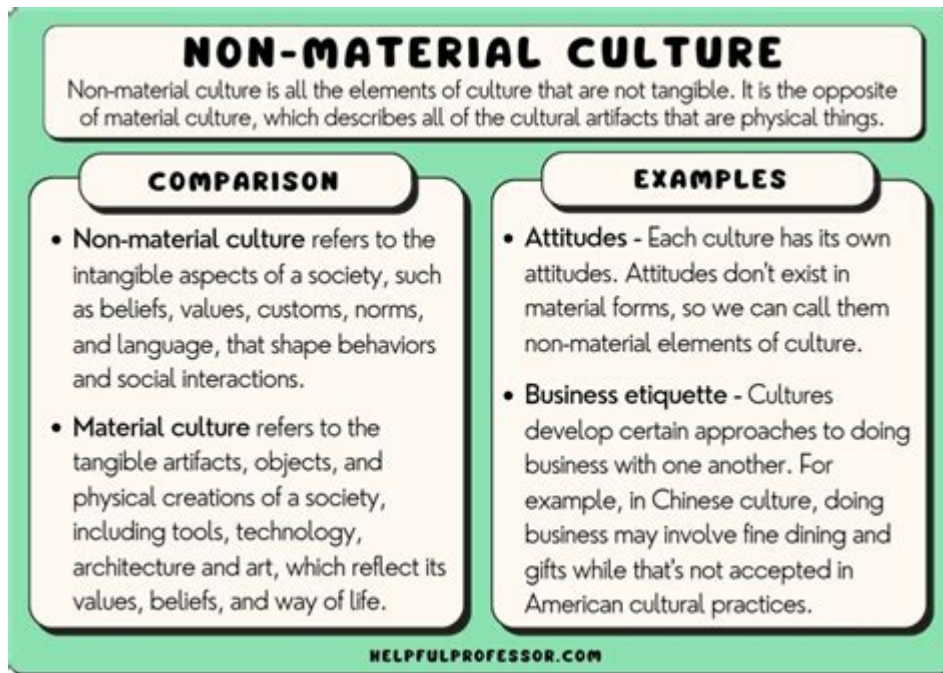 NON-MATERIAL CULTURE
Non-material culture is all the elements of culture that are not tangible. It is the opposite
of material culture, which describes all of the cultural artifacts that are physical things.
COMPARISON
• Non-material culture refers to the
intangible aspects of a society, such
as beliefs, values, customs, norms,
and language, that shape behaviors
and social interactions.
• Material culture refers to the
tangible artifacts, objects, and
physical creations of a society,
including tools, technology,
architecture and art, which reflect its
values, beliefs, and way of life.
EXAMPLES
• Attitudes - Each culture has its own
attitudes. Attitudes don't exist in
material forms, so we can call them
non-material elements of culture.
• Business etiquette - Cultures
develop certain approaches to doing
business with one another. For
example, in Chinese culture, doing
business may involve fine dining and
gifts while that's not accepted in
American cultural practices.
HELPFULPROFESSOR.COM